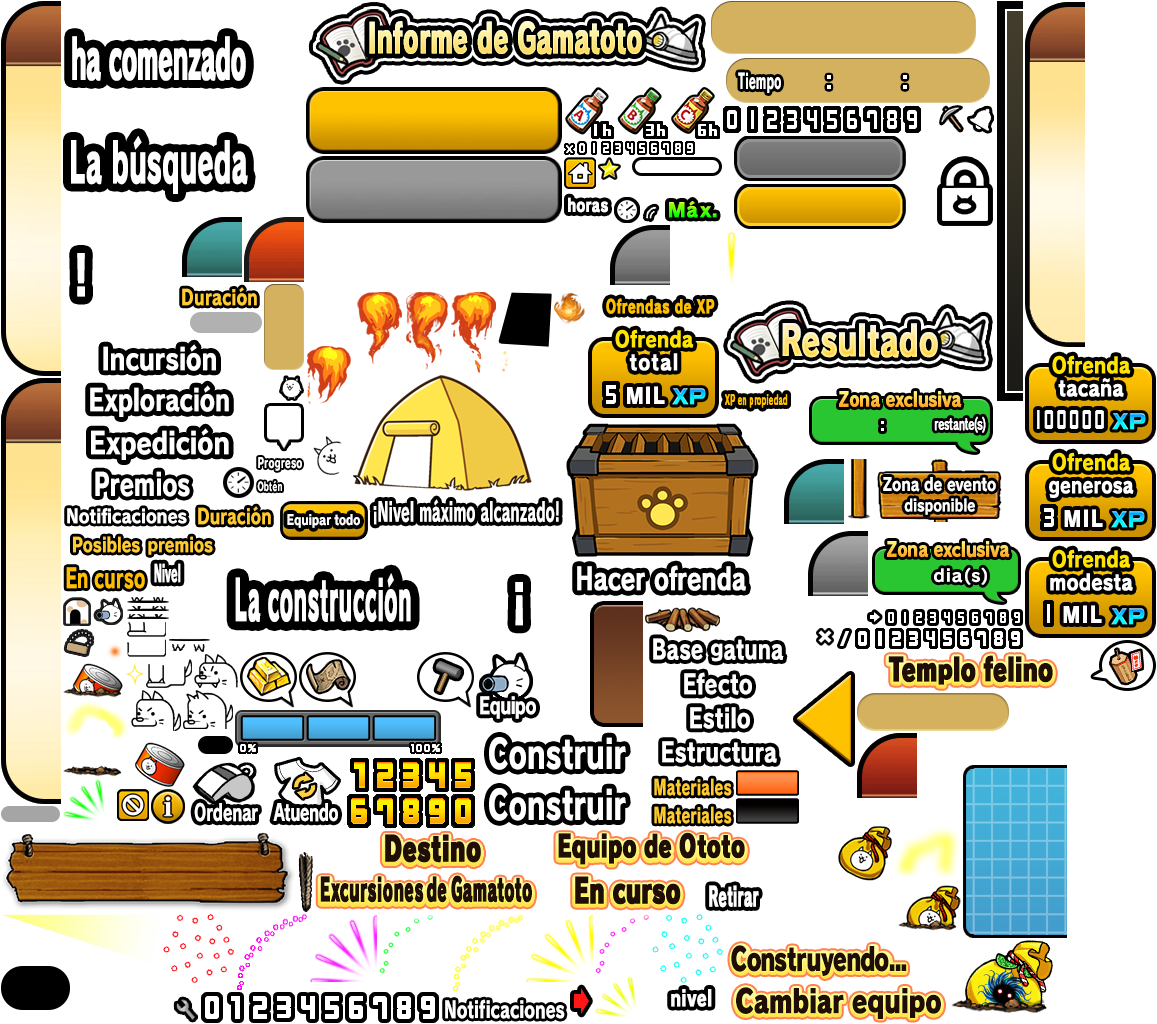 ha comenzado
Informe de Gamatoto
Tiempo : :
A 1h B 3h C 6h
0123456789
x0123456789
La búsqueda
horas
Máx.
!
Duración
Ofrendas de XP
Resultado
Incursión
Ofrenda
total
5 MIL XP
XP en propiedad
Ofrenda
tacaña
100000 XP
Exploración
Zona exclusiva
: restante(s)
Expedición
Progreso
Premios
Obtén
Ofrenda
generosa
3 MIL XP
Zona de evento
disponible
Notificaciones
Duración
Equipar todo
¡Nivel máximo alcanzado!
Posibles premios
Zona exclusiva
dia(s)
Ofrenda
modesta
1 MIL XP
En curso
Nivel
Hacer ofrenda
La construcción
¡
0123456789
x/0123456789
Base gatuna
Templo felino
Efecto
Equipo
Estilo
0%
100%
Construir
Estructura
12345
67890
Materiales
Construir
Materiales
Ordenar
Atuendo
Destino
Equipo de Ototo
Excursiones de Gamatoto
En curso
Retirar
Construyendo...
0123456789
Notificaciones
nivel
Cambiar equipo